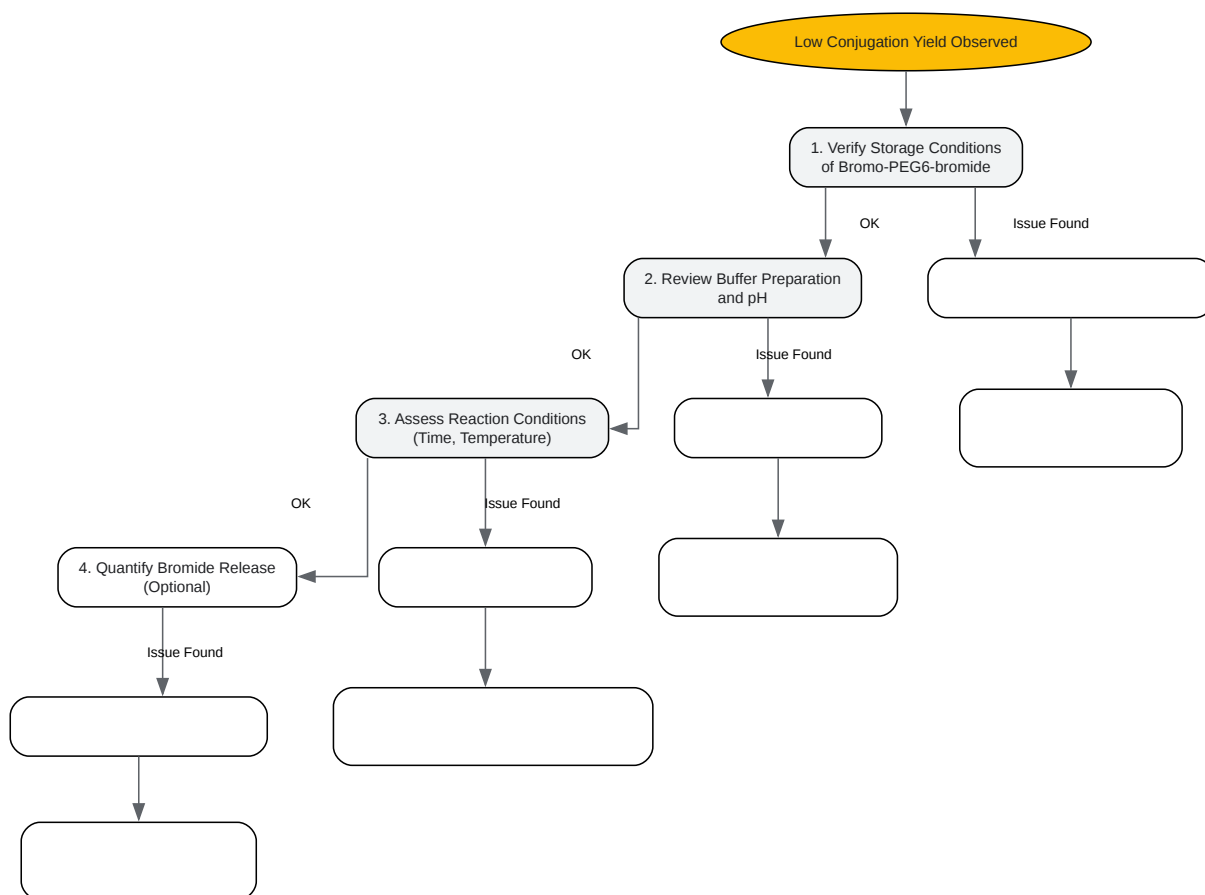 Low Conjugation Yield Observed
1. Verify Storage Conditions
of Bromo-PEG6-bromide
OK
Issue Found
2. Review Buffer Preparation
and pH
OK
Issue Found
3. Assess Reaction Conditions
(Time, Temperature)
OK
Issue Found
4. Quantify Bromide Release
(Optional)
Issue Found